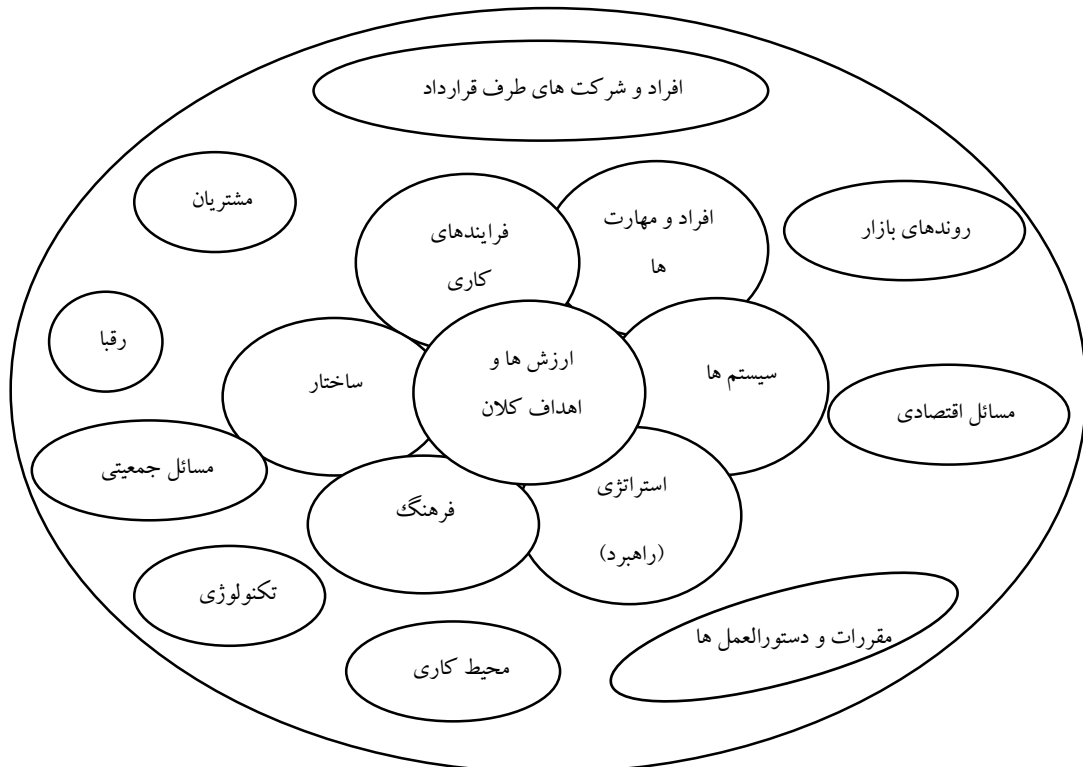 افراد و شرکت های طرف قرارداد
مشتریان
افراد و مهارت
ها
فرایندهای
کاری
روندهای بازار
رقبا
ارزش ها و
اهداف کلان
سیستم ها
ساختار
مسائل اقتصادی
مسائل جمعیتی
استراتژی
(راهبرد)
فرهنگ
تکنولوژی
مقررات و دستورالعمل ها
محیط کاری